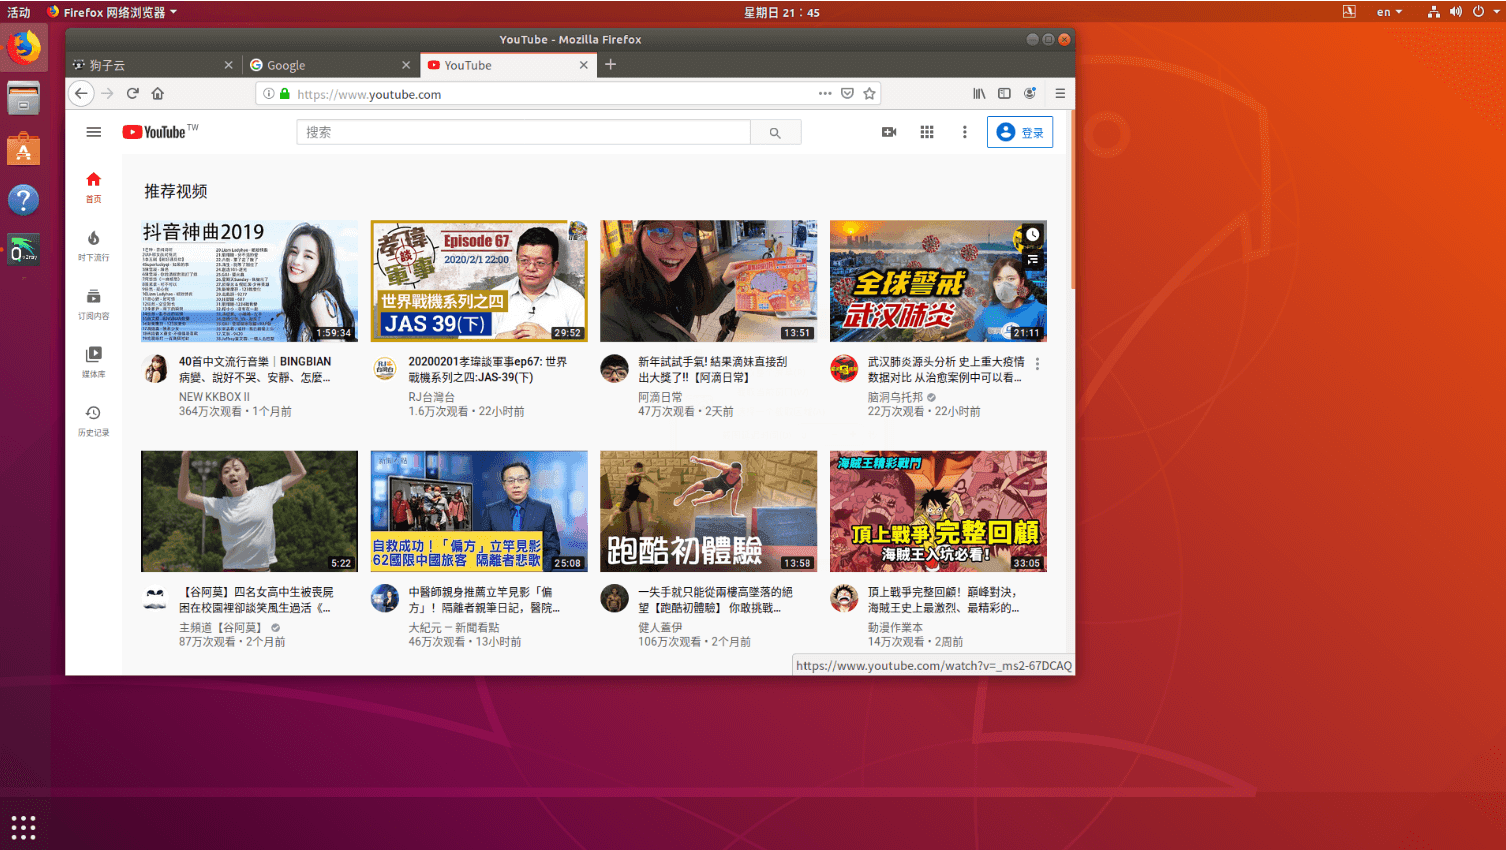 活动
Firefox 网络浏览器
星期日 21：45
en
YouTube - Mozilla Firefox
狗子云
Google
YouTube
https://www.youtube.com
YouTube TW
搜索
登录
首页
时下流行
订阅内容
媒体库
历史记录
推荐视频
抖音神曲2019
1:59:34
孝瑋談軍事
Episode 67
2020/2/1 22:00
世界戰機系列之四
JAS 39(下)
29:52
13:51
全球警戒
武汉肺炎
21:11
40首中文流行音樂｜BINGBIAN
病變、說好不哭、安靜、怎麼...
NEW KKBOX II
364万次观看 • 1个月前
20200201孝瑋談軍事ep67: 世界
戰機系列之四:JAS-39(下)
RJ台灣台
1.6万次观看 • 22小时前
新年試試手氣! 結果滴妹直接刮
出大獎了!!【阿滴日常】
阿滴日常
47万次观看 • 2天前
武汉肺炎源头分析 史上重大疫情
数据对比 从治愈案例中可以看...
脑洞乌托邦
22万次观看 • 22小时前
5:22
自救成功！「偏方」立竿見影
62國限中國旅客 隔離者悲歌
25:08
跑酷初體驗
13:58
海賊王精彩戰鬥
頂上戰爭完整回顧
海賊王入坑必看!
33:05
【谷阿莫】四名女高中生被喪屍
困在校園裡卻談笑風生過活《...
主頻道【谷阿莫】
87万次观看 • 2个月前
中醫師親身推薦立竿見影「偏
方」！隔離者親筆日記，醫院...
大紀元 — 新聞看點
46万次观看 • 13小时前
一失手就只能從兩樓高墜落的絕
望【跑酷初體驗】 你敢挑戰...
健人蓋伊
106万次观看 • 2个月前
頂上戰爭完整回顧！巔峰對決，
海賊王史上最激烈、最精彩的...
動漫作業本
14万次观看 • 2周前
https://www.youtube.com/watch?v=_ms2-67DCAQ